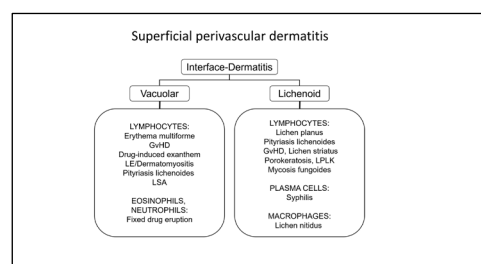 Superficial perivascular dermatitis
Interface-Dermatitis
Vacuolar
Lichenoid
LYMPHOCYTES:
Erythema multiforme
GvHD
Drug-induced exanthem
LE/Dermatomyositis
Pityriasis lichenoides
LSA
EOSINOPHILS,
NEUTROPHILS:
Fixed drug eruption
LYMPHOCYTES:
Lichen planus
Pityriasis lichenoides
GvHD, Lichen striatus
Porokeratosis, LPLK
Mycosis fungoides
PLASMA CELLS:
Syphilis
MACROPHAGES:
Lichen nitidus